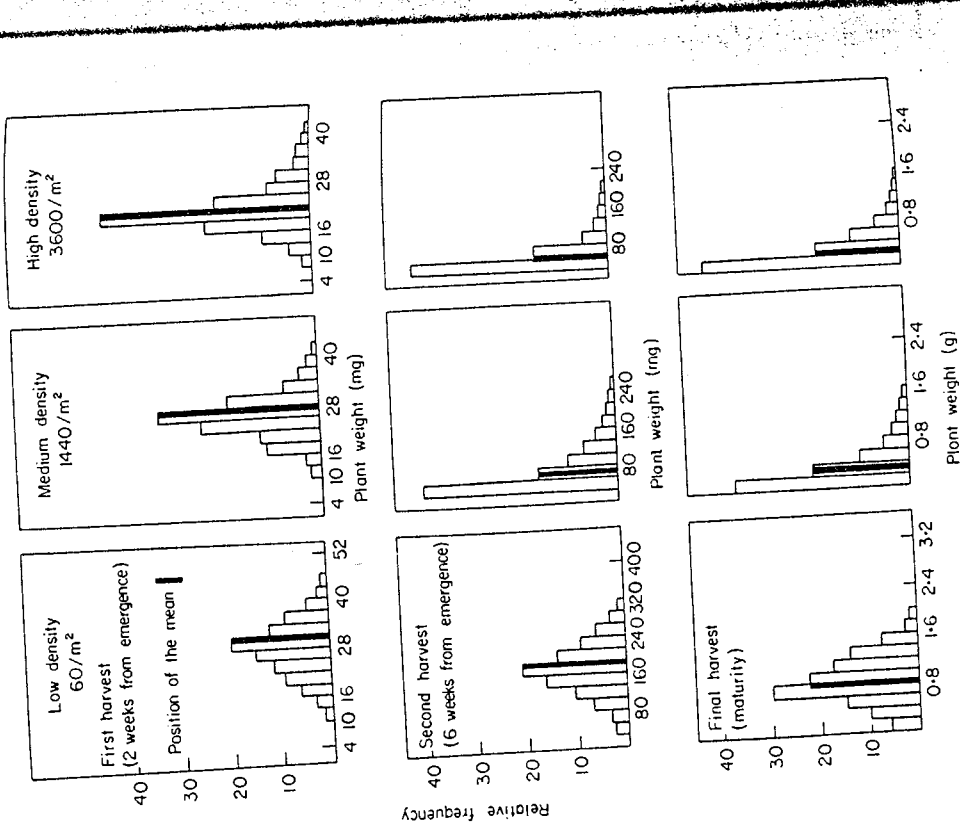 Low density
60/m²
Medium density
1440/m²
High density
3600/m²
First harvest
(2 weeks from emergence)
Position of the mean
40
30
20
10
4 10 16 28 40 52
4 10 16 28 40
4 10 16 28 40
Plant weight (mg)
Second harvest
(6 weeks from emergence)
Relative frequency
40
30
20
10
80 160 240 320 400
80 160 240
80 160 240
Plant weight (mg)
Final harvest
(maturity)
40
30
20
10
0·8 1·6 2·4 3·2
0·8 1·6 2·4
0·8 1·6 2·4
Plant weight (g)